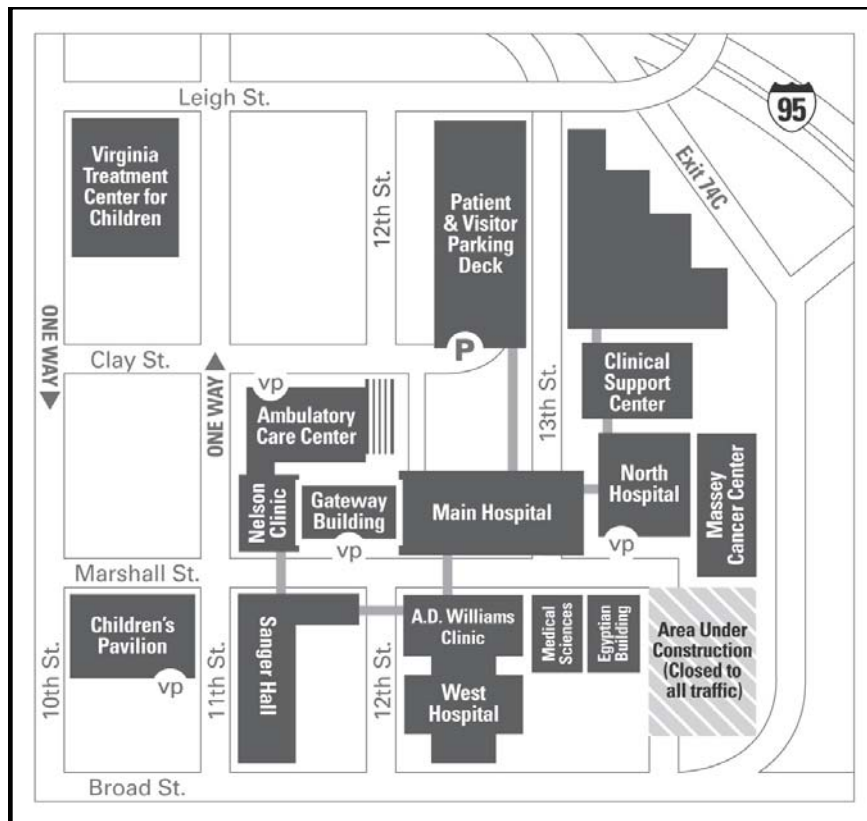 Leigh St.
95
Exit 74C
Virginia
Treatment
Center for
Children
12th St.
Patient
& Visitor
Parking
Deck
P
ONE WAY
Clay St.
ONE WAY
vp
Ambulatory
Care Center
13th St.
Clinical
Support
Center
Nelson
Clinic
Gateway
Building
vp
Main Hospital
North
Hospital
vp
Massey
Cancer Center
Marshall St.
Children's
Pavilion
vp
10th St.
11th St.
Sanger Hall
12th St.
A.D. Williams
Clinic
West
Hospital
Medical
Sciences
Egyptian
Building
Area Under
Construction
(Closed to
all traffic)
Broad St.